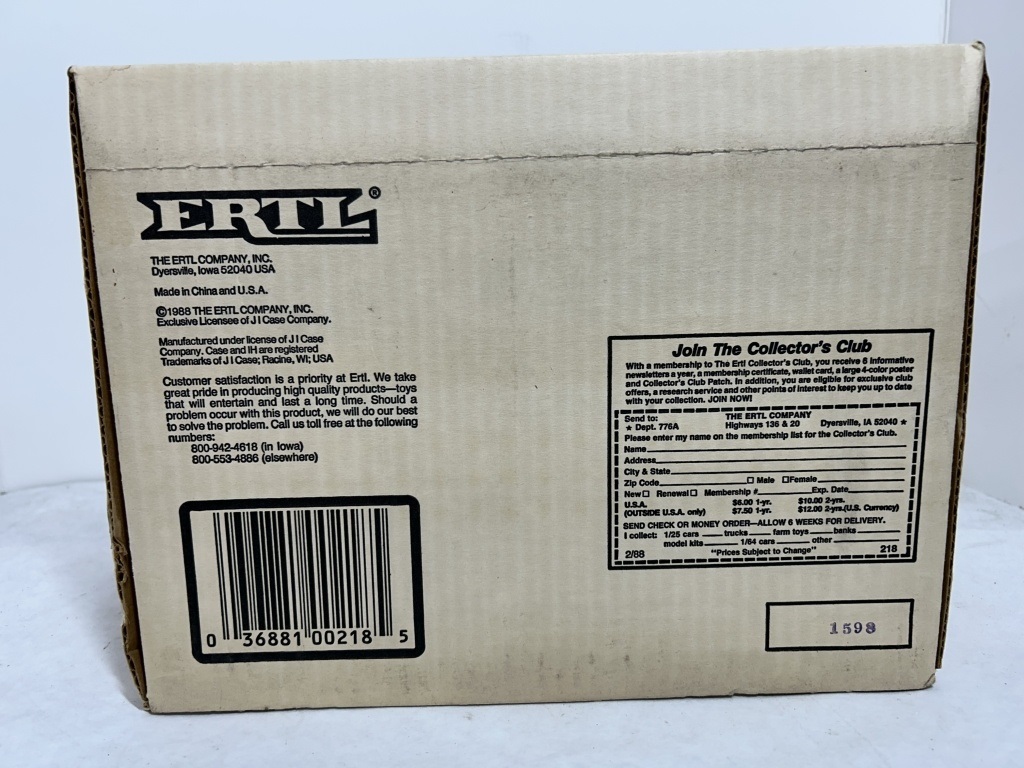 ERTL®
THE ERTL COMPANY, INC.
Dyersville, Iowa 52040 USA
Made in China and U.S.A.
©1988 THE ERTL COMPANY, INC.
Exclusive Licensee of J I Case Company.
Manufactured under license of J I Case
Company. Case and IH are registered
Trademarks of J I Case; Racine, WI; USA
Customer satisfaction is a priority at Ertl. We take
great pride in producing high quality products—toys
that will entertain and last a long time. Should a
problem occur with this product, we will do our best
to solve the problem. Call us toll free at the following
numbers:
800-942-4618 (in Iowa)
800-553-4886 (elsewhere)
0 36881 00218 5
Join The Collector's Club
With a membership to The Ertl Collector's Club, you receive 6 informative
newsletters a year, a membership certificate, wallet card, a large 4-color poster
and Collector's Club Patch. In addition, you are eligible for exclusive club
offers, a research service and other points of interest to keep you up to date
with your collection. JOIN NOW!
Send to: THE ERTL COMPANY
★ Dept. 776A Highways 136 & 20 Dyersville, IA 52040 ★
Please enter my name on the membership list for the Collector's Club.
Name
Address
City & State
Zip Code □ Male □Female
New□ Renewal□ Membership # Exp. Date
U.S.A. $6.00 1-yr. $10.00 2-yrs.
(OUTSIDE U.S.A. only) $7.50 1-yr. $12.00 2-yrs.(U.S. Currency)
SEND CHECK OR MONEY ORDER—ALLOW 6 WEEKS FOR DELIVERY.
I collect: 1/25 cars trucks farm toys banks
model kits 1/64 cars other
2/88 "Prices Subject to Change" 218
1598